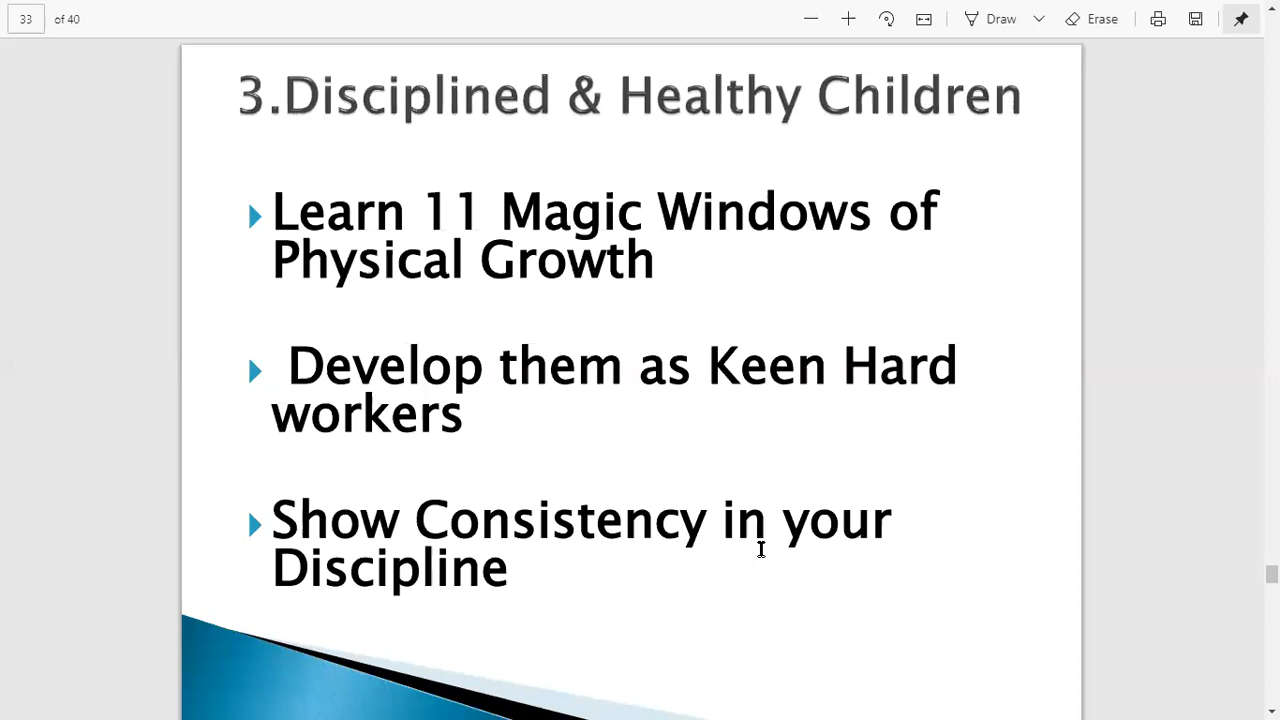 33 of 40 Draw Erase
3.Disciplined & Healthy Children
Learn 11 Magic Windows of
Physical Growth
Develop them as Keen Hard
workers
Show Consistency in your
Discipline